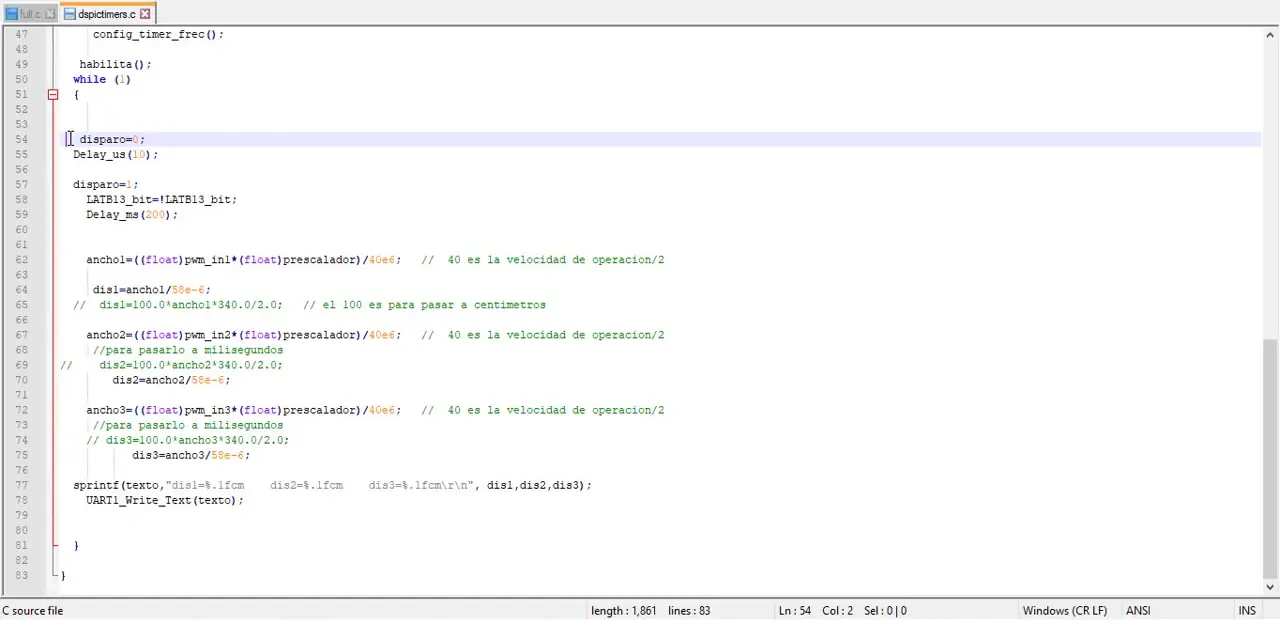 full.c dspictimers.c
47 config_timer_frec();
48
49 habilita();
50 while (1)
51 {
52
53
54 disparo=0;
55 Delay_us(10);
56
57 disparo=1;
58 LATB13_bit=!LATB13_bit;
59 Delay_ms(200);
60
61
62 ancho1=((float)pwm_in1*(float)prescalador)/40e6; // 40 es la velocidad de operacion/2
63
64 dis1=ancho1/58e-6;
65 // dis1=100.0*ancho1*340.0/2.0; // el 100 es para pasar a centimetros
66
67 ancho2=((float)pwm_in2*(float)prescalador)/40e6; // 40 es la velocidad de operacion/2
68 //para pasarlo a milisegundos
69 // dis2=100.0*ancho2*340.0/2.0;
70 dis2=ancho2/58e-6;
71
72 ancho3=((float)pwm_in3*(float)prescalador)/40e6; // 40 es la velocidad de operacion/2
73 //para pasarlo a milisegundos
74 // dis3=100.0*ancho3*340.0/2.0;
75 dis3=ancho3/58e-6;
76
77 sprintf(texto,"dis1=%.1fcm dis2=%.1fcm dis3=%.1fcm\r\n", dis1,dis2,dis3);
78 UART1_Write_Text(texto);
79
80
81 }
82
83 }
C source file length : 1,861 lines : 83 Ln : 54 Col : 2 Sel : 0 | 0 Windows (CR LF) ANSI INS